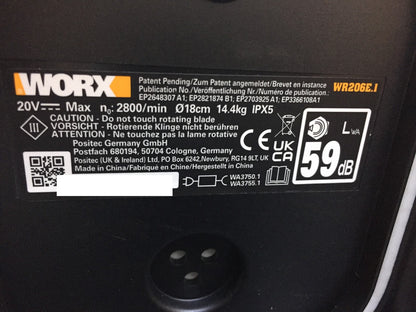 WORX
Patent Pending/Zum Patent angemeldet/Brevet en instance
Publication No/Veröffentlichung Nr./Numéro de publication:
EP2648307 A1; EP2821874 B1; EP2703925 A1; EP3366108A1
WR206E.1
20V Max n₀: 2800/min Ø18cm 14.4kg IPX5
CAUTION - Do not touch rotating blade
VORSICHT - Rotierende Klinge nicht berühren
ATTENTION - Ne touchez pas la lame en rotation
Positec Germany GmbH
Postfach 680194, 50704 Cologne, Germany
Positec (UK & Ireland) Ltd, PO Box 6242, Newbury, RG14 9LT, UK
Made in China/Fabriqué en Chine/Hergestellt in China
III
CE UK CA
LWA
59dB
WA3750.1
WA3755.1